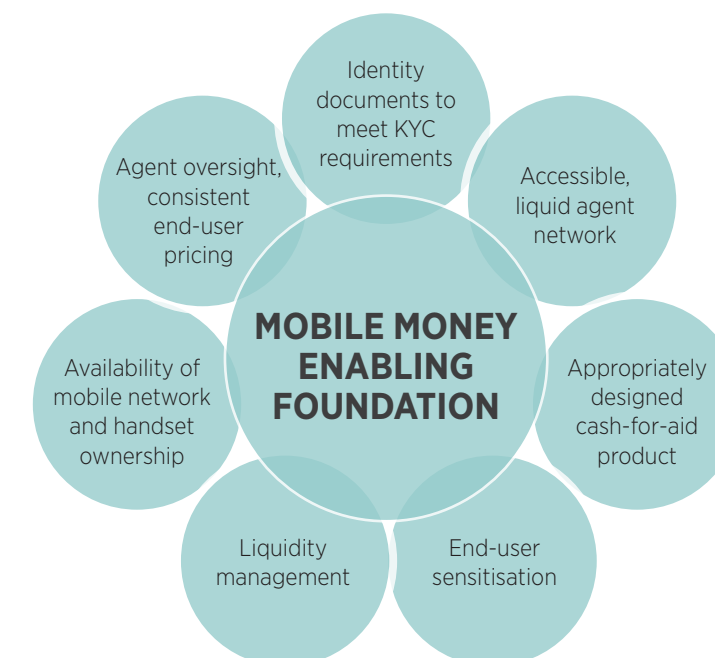 Identity
documents to
meet KYC
requirements
Accessible,
liquid agent
network
Appropriately
designed
cash-for-aid
product
End-user
sensitisation
Liquidity
management
Availability of
mobile network
and handset
ownership
Agent oversight,
consistent
end-user
pricing
MOBILE MONEY
ENABLING
FOUNDATION